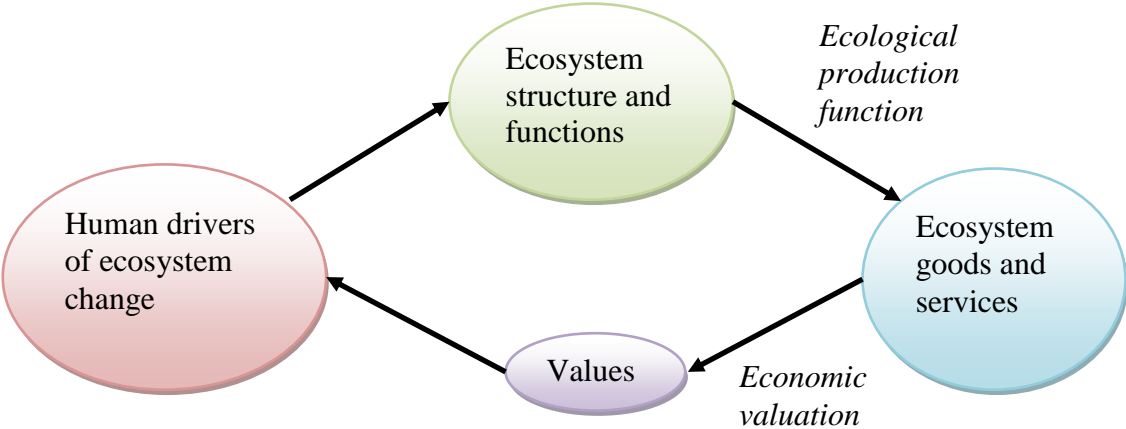 Ecosystem
structure and
functions
Ecological
production
function
Human drivers
of ecosystem
change
Ecosystem
goods and
services
Values
Economic
valuation